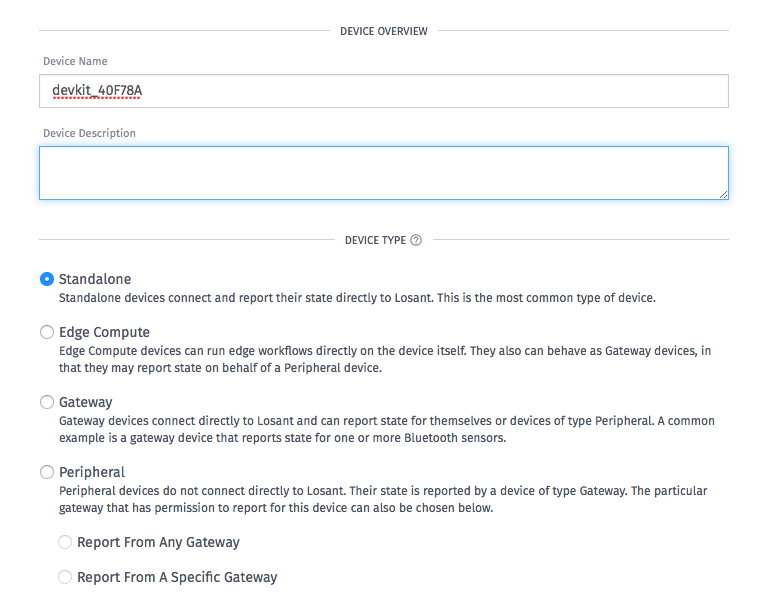 DEVICE OVERVIEW
Device Name
devkit_40F78A
Device Description
DEVICE TYPE ?
Standalone
Standalone devices connect and report their state directly to Losant. This is the most common type of device.
Edge Compute
Edge Compute devices can run edge workflows directly on the device itself. They also can behave as Gateway devices, in
that they may report state on behalf of a Peripheral device.
Gateway
Gateway devices connect directly to Losant and can report state for themselves or devices of type Peripheral. A common
example is a gateway device that reports state for one or more Bluetooth sensors.
Peripheral
Peripheral devices do not connect directly to Losant. Their state is reported by a device of type Gateway. The particular
gateway that has permission to report for this device can also be chosen below.
Report From Any Gateway
Report From A Specific Gateway